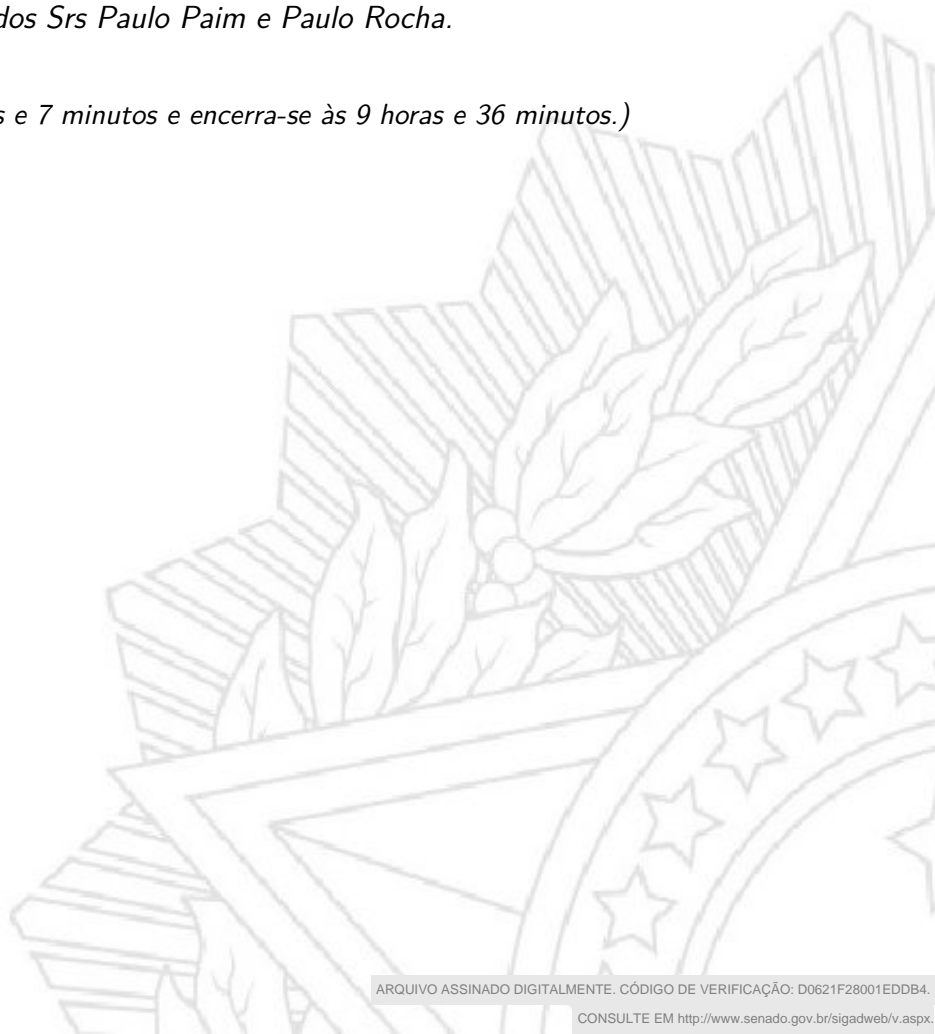 dos Srs Paulo Paim e Paulo Rocha.
s e 7 minutos e encerra-se às 9 horas e 36 minutos.)
ARQUIVO ASSINADO DIGITALMENTE. CÓDIGO DE VERIFICAÇÃO: D0621F28001EDDB4.
CONSULTE EM http://www.senado.gov.br/sigadweb/v.aspx.